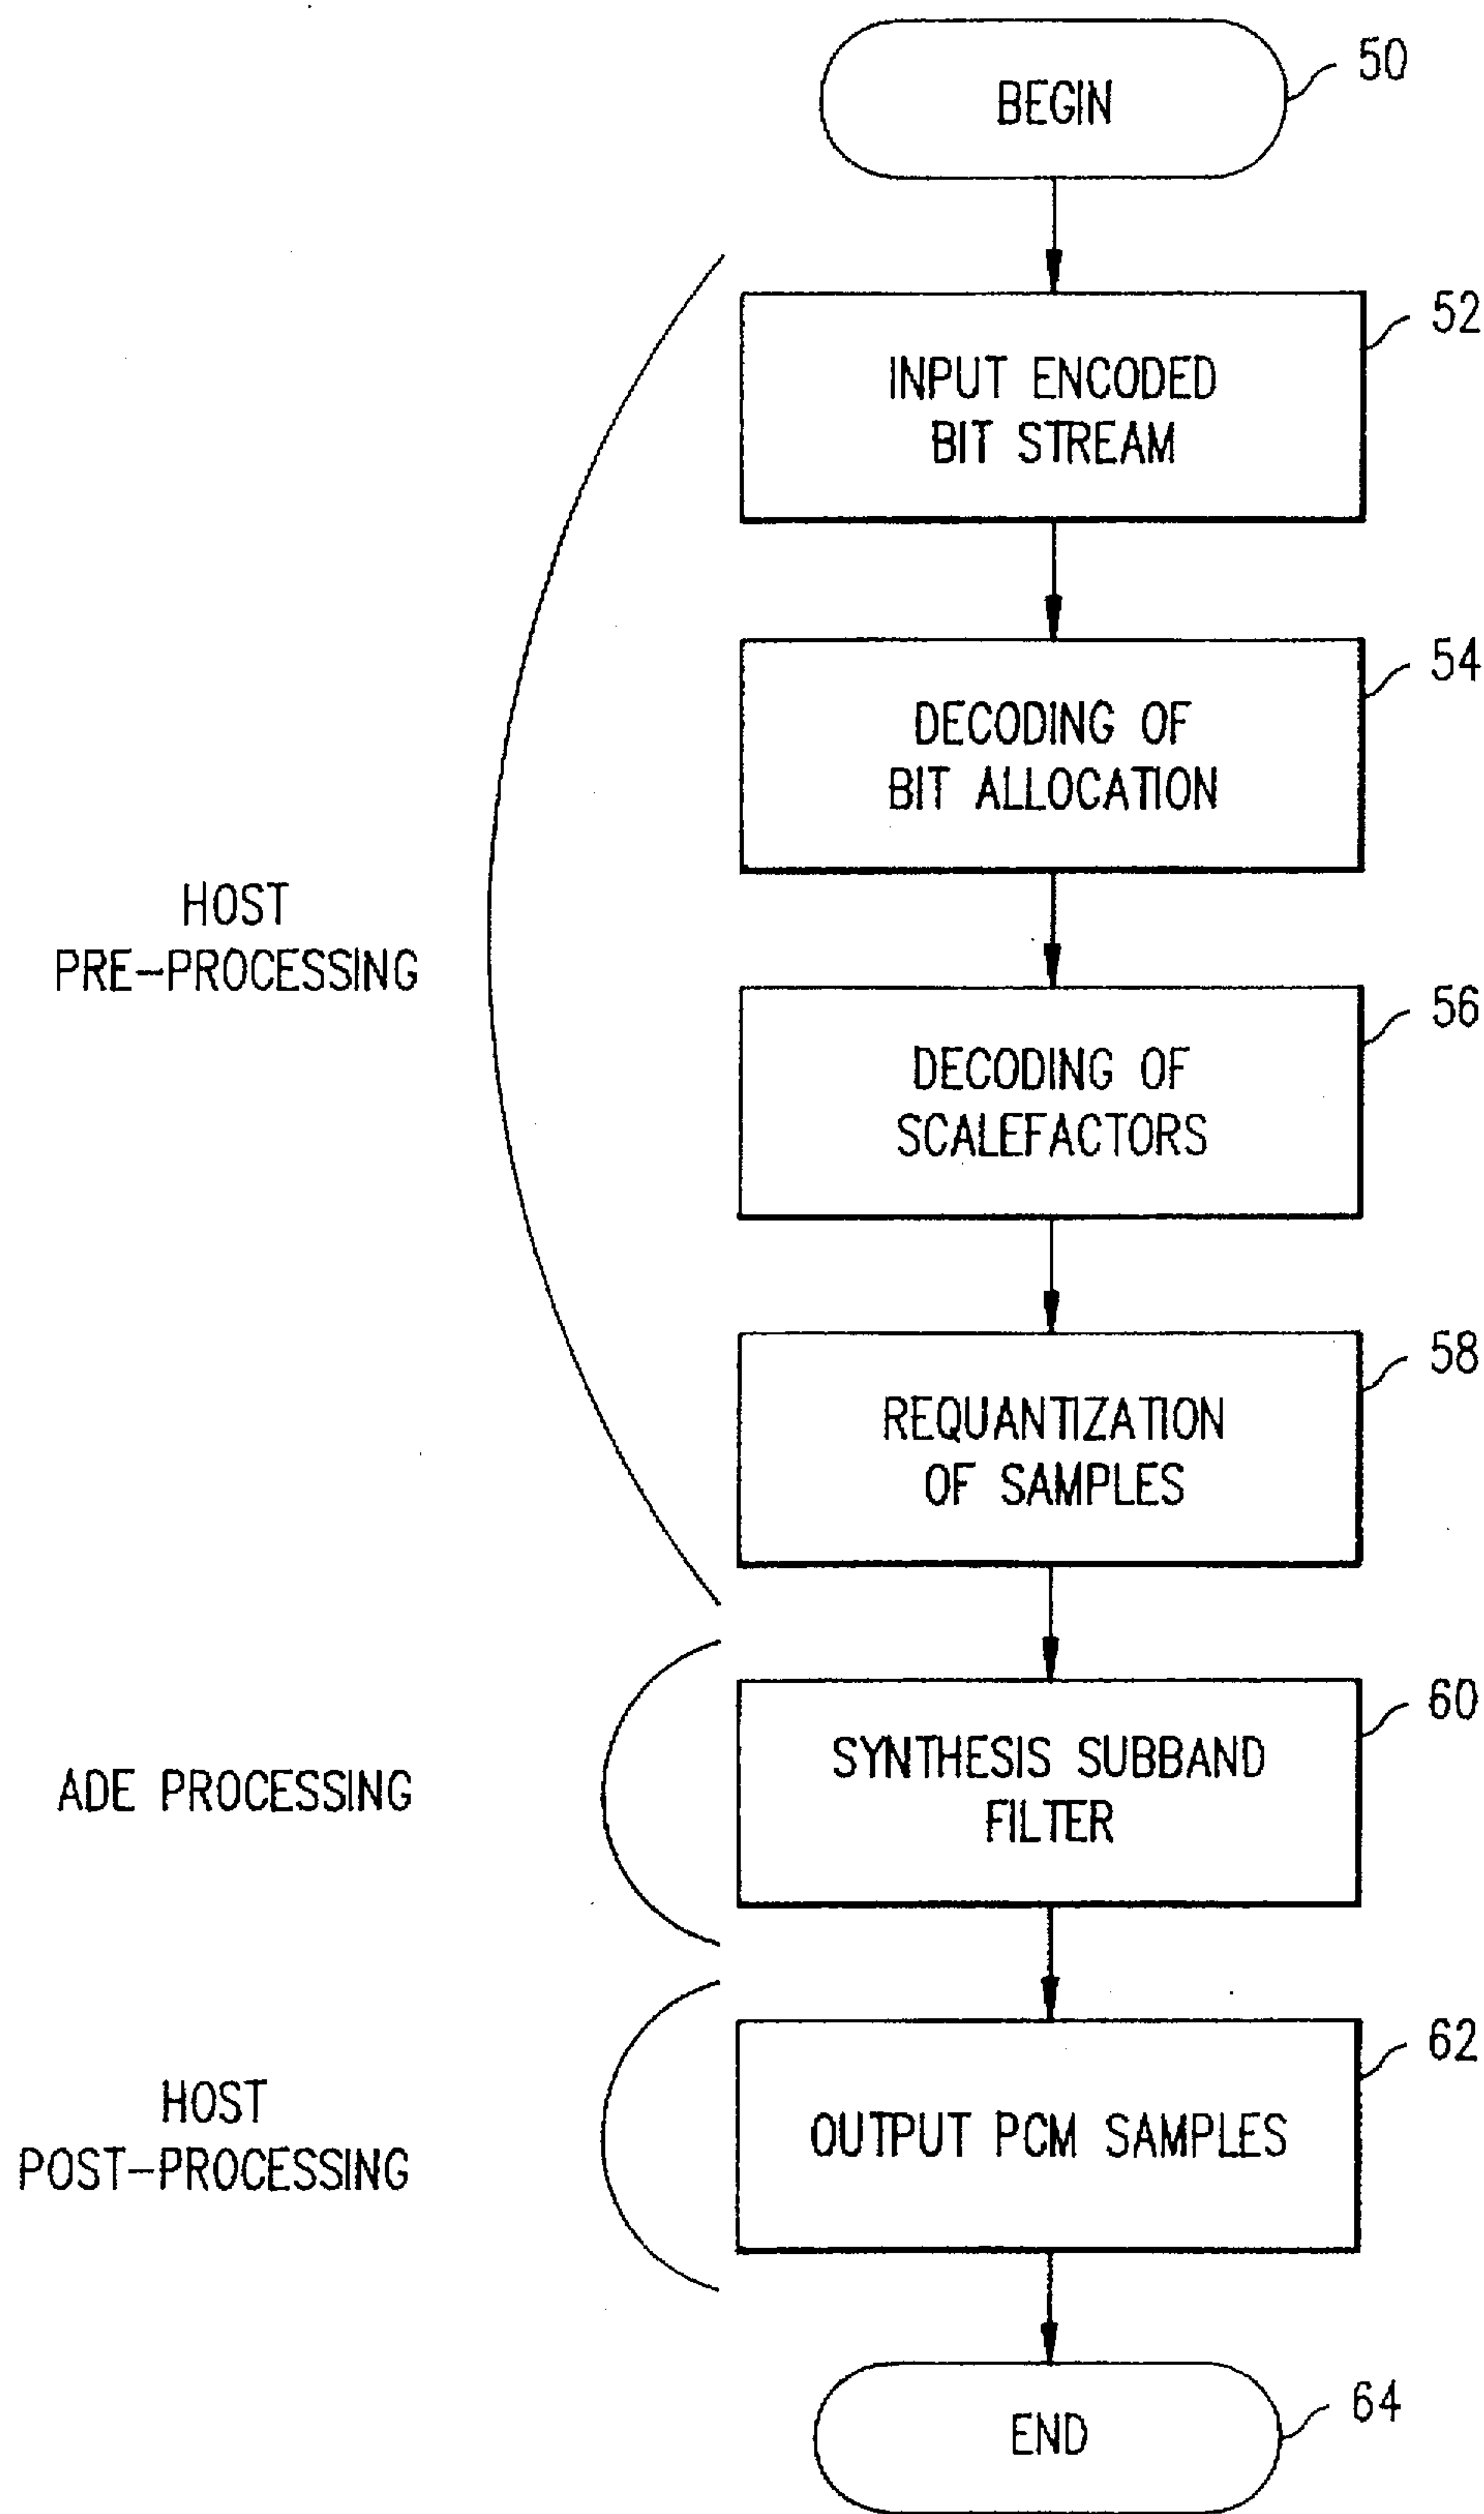 BEGIN
50
52
INPUT ENCODED
BIT STREAM
54
DECODING OF
BIT ALLOCATION
HOST
PRE-PROCESSING
56
DECODING OF
SCALEFACTORS
58
REQUANTIZATION
OF SAMPLES
60
SYNTHESIS SUBBAND
FILTER
ADE PROCESSING
62
OUTPUT PCM SAMPLES
HOST
POST-PROCESSING
64
END